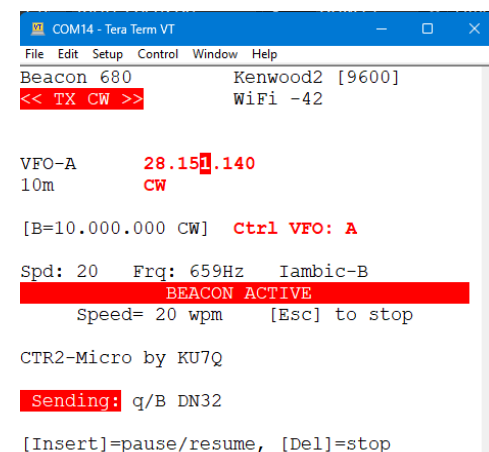 COM14 - Tera Term VT
File Edit Setup Control Window Help
Beacon 680 Kenwood2 [9600]
<< TX CW >> WiFi -42
VFO-A 28.151.140
10m CW
[B=10.000.000 CW] Ctrl VFO: A
Spd: 20 Frq: 659Hz Iambic-B
BEACON ACTIVE
Speed= 20 wpm [Esc] to stop
CTR2-Micro by KU7Q
Sending: q/B DN32
[Insert]=pause/resume, [Del]=stop